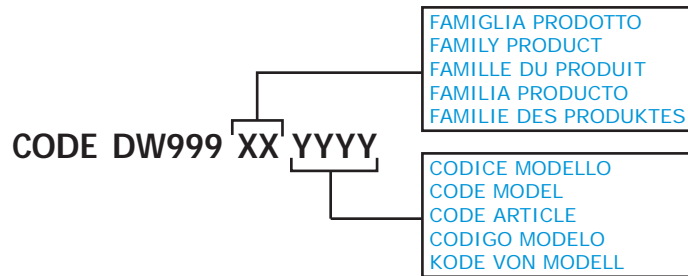 FAMIGLIA PRODOTTO
FAMILY PRODUCT
FAMILLE DU PRODUIT
FAMILIA PRODUCTO
FAMILIE DES PRODUKTES
CODE DW999 XX YYYY
CODICE MODELLO
CODE MODEL
CODE ARTICLE
CODIGO MODELO
KODE VON MODELL